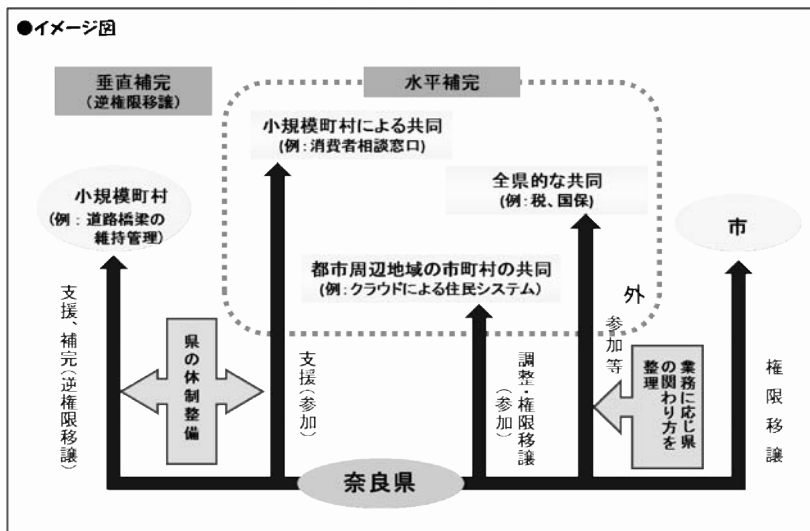 ●イメージ図
垂直補完
（逆権限移譲）
水平補完
小規模町村による共同
(例：消費者相談窓口)
小規模町村
(例：道路橋梁の
維持管理)
全県的な共同
(例：税、国保)
市
都市周辺地域の市町村の共同
(例：クラウドによる住民システム)
支援、補完(逆権限移譲)
県の体制整備
支援(参加)
調整・権限移譲
(参加)
外
参加等
業務に応じ県
の関わり方を
整理
権限移譲
奈良県